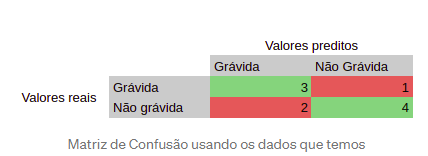 Valores preditos
Grávida Não Grávida
Valores reais
Grávida 3 1
Não grávida 2 4
Matriz de Confusão usando os dados que temos